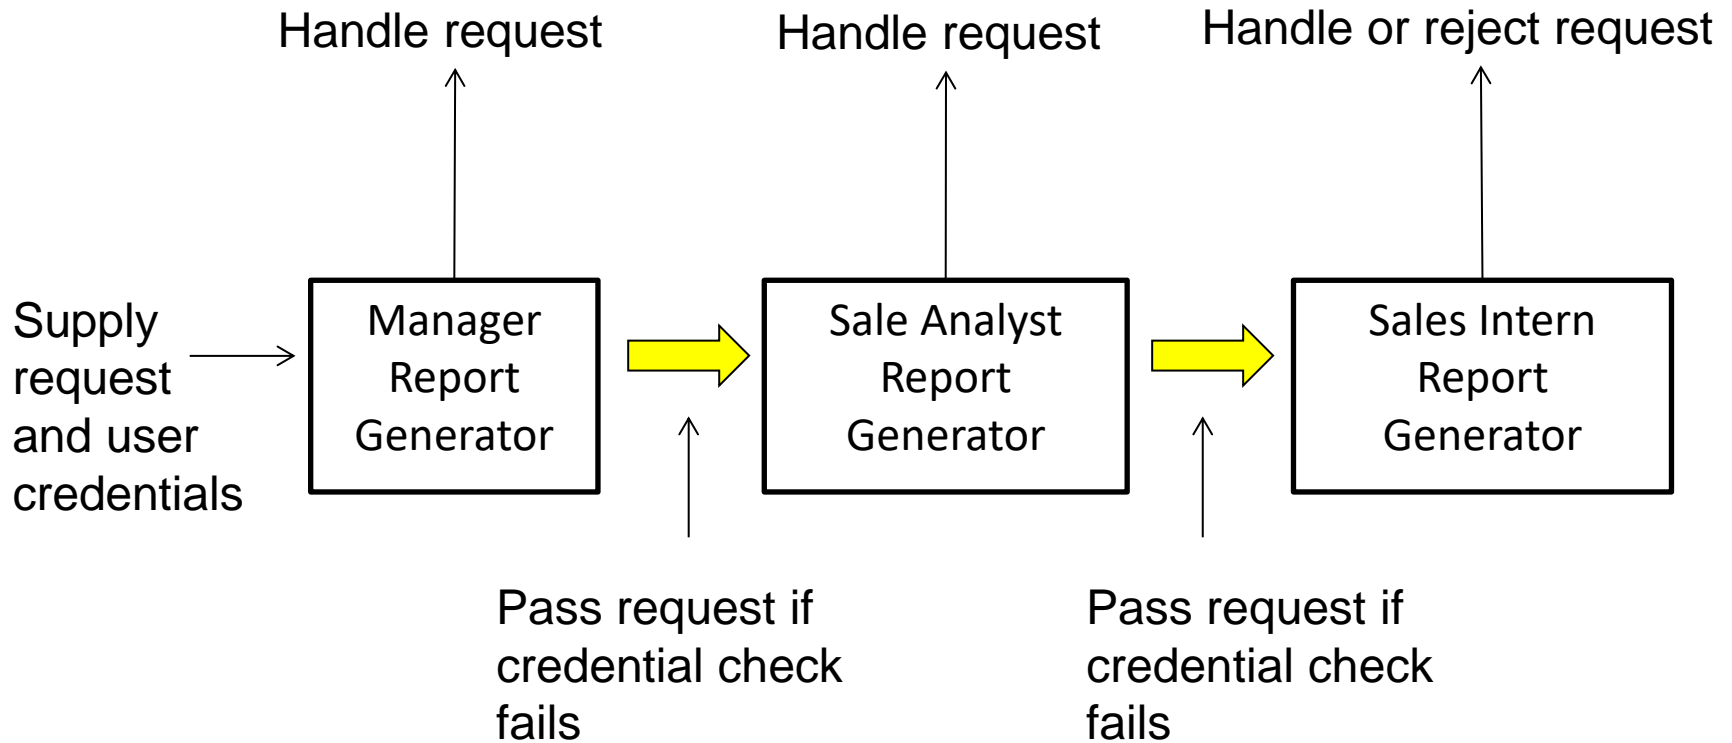 Handle request
Handle request
Handle or reject request
Supply
request
and user
credentials
Manager
Report
Generator
Sale Analyst
Report
Generator
Sales Intern
Report
Generator
Pass request if
credential check
fails
Pass request if
credential check
fails